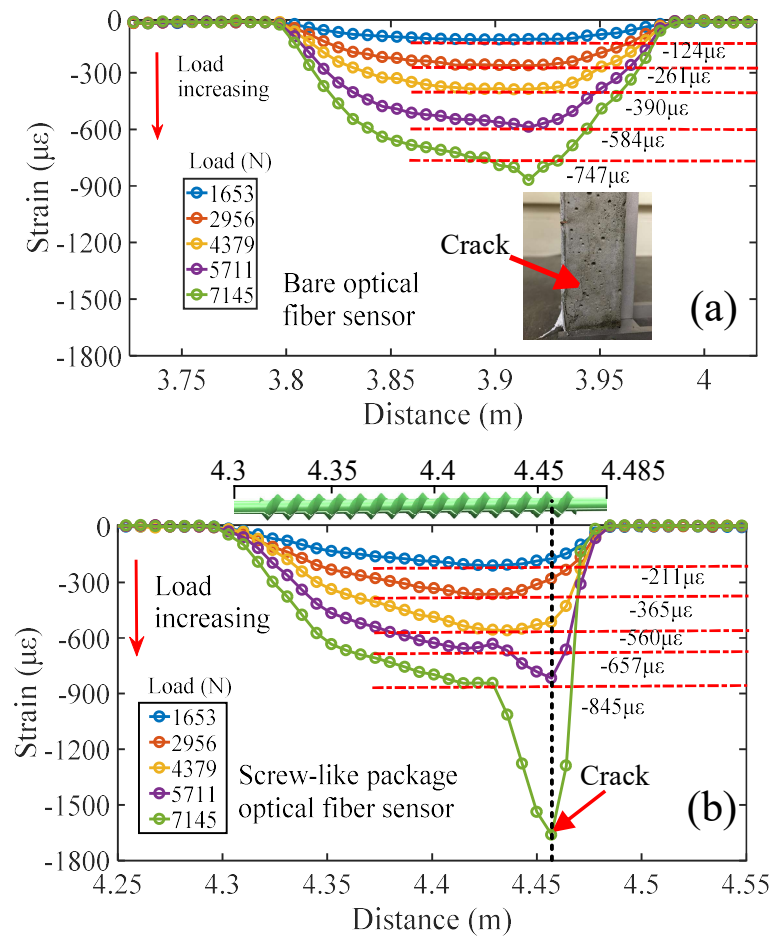 0
-300
-600
-900
-1200
-1500
-1800
Strain (με)
Load
increasing
Load (N)
1653
2956
4379
5711
7145
-124με
-261με
-390με
-584με
-747με
Crack
Bare optical
fiber sensor
(a)
3.75 3.8 3.85 3.9 3.95 4
Distance (m)
4.3 4.35 4.4 4.45 4.485
0
-300
-600
-900
-1200
-1500
-1800
Strain (με)
Load
increasing
Load (N)
1653
2956
4379
5711
7145
-211με
-365με
-560με
-657με
-845με
Crack
Screw-like package
optical fiber sensor
(b)
4.25 4.3 4.35 4.4 4.45 4.5 4.55
Distance (m)